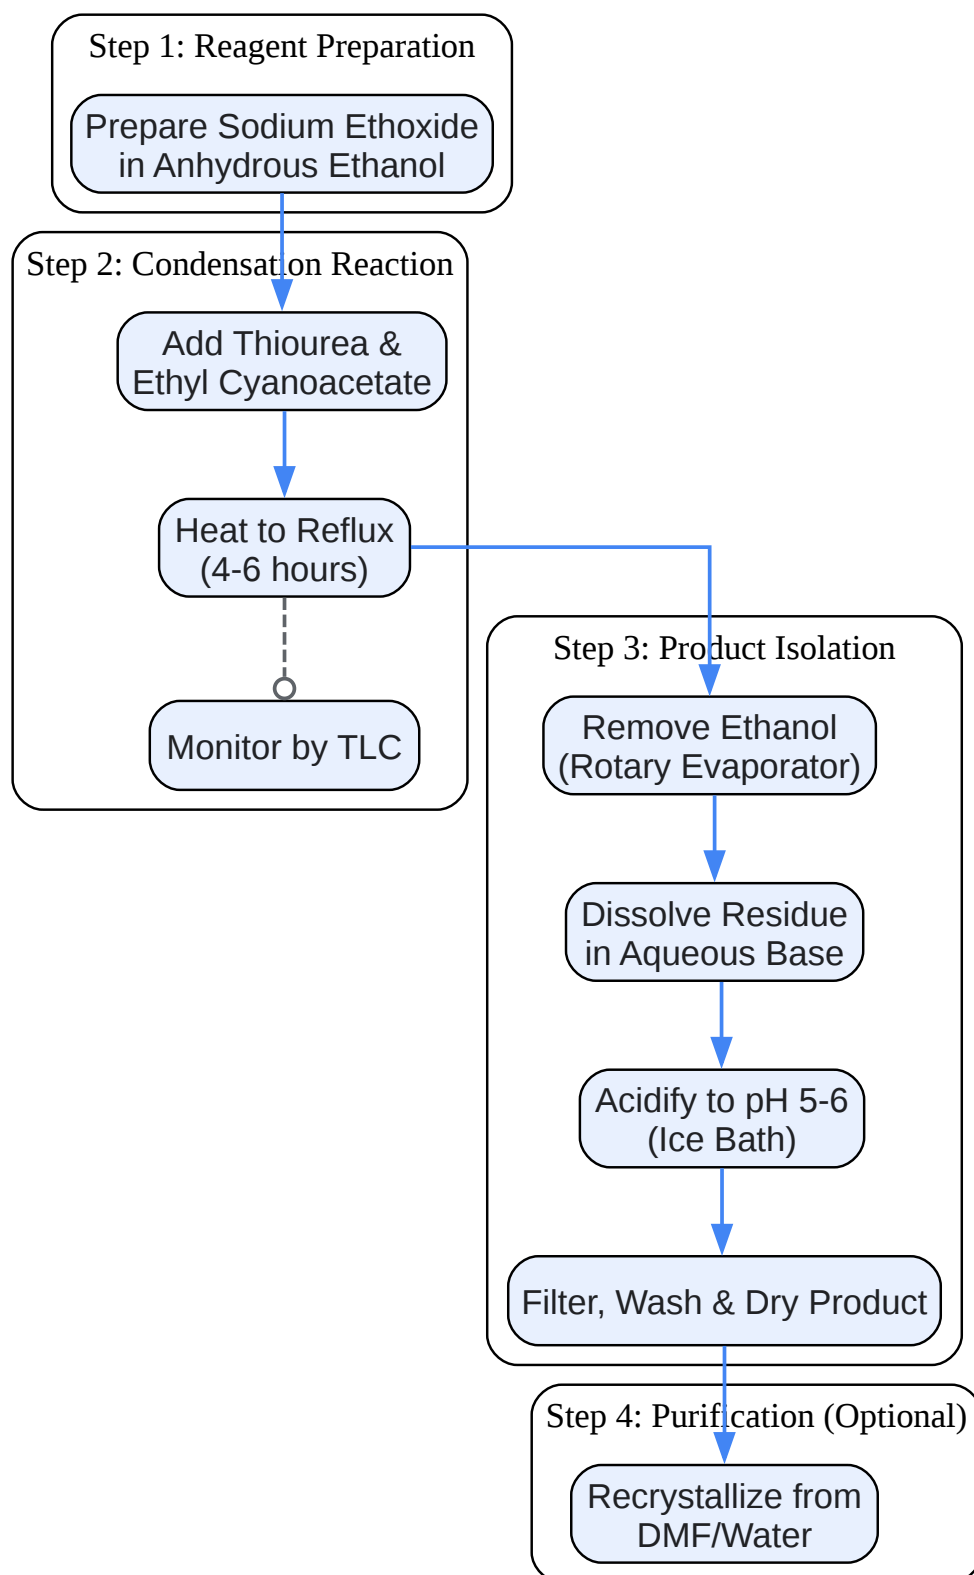 Step 1: Reagent Preparation
Prepare Sodium Ethoxide
in Anhydrous Ethanol
Step 2: Condensation Reaction
Add Thiourea &
Ethyl Cyanoacetate
Heat to Reflux
(4-6 hours)
Monitor by TLC
Step 3: Product Isolation
Remove Ethanol
(Rotary Evaporator)
Dissolve Residue
in Aqueous Base
Acidify to pH 5-6
(Ice Bath)
Filter, Wash & Dry Product
Step 4: Purification (Optional)
Recrystallize from
DMF/Water